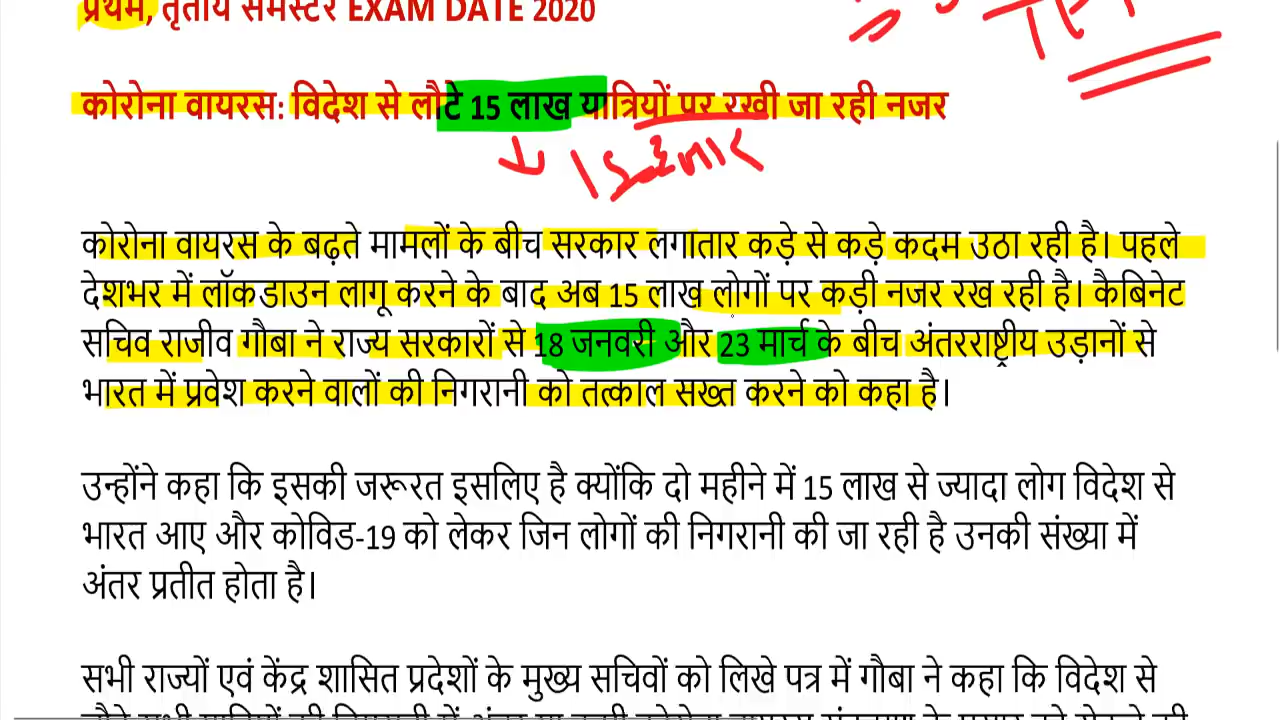 प्रथम, तृतीय समेस्टर EXAM DATE 2020
कोरोना वायरस: विदेश से लौटे 15 लाख यात्रियों पर रखी जा रही नजर
कोरोना वायरस के बढ़ते मामलों के बीच सरकार लगातार कड़े से कड़े कदम उठा रही है। पहले
देशभर में लॉकडाउन लागू करने के बाद अब 15 लाख लोगों पर कड़ी नजर रख रही है। कैबिनेट
सचिव राजीव गौबा ने राज्य सरकारों से 18 जनवरी और 23 मार्च के बीच अंतरराष्ट्रीय उड़ानों से
भारत में प्रवेश करने वालों की निगरानी को तत्काल सख्त करने को कहा है।
उन्होंने कहा कि इसकी जरूरत इसलिए है क्योंकि दो महीने में 15 लाख से ज्यादा लोग विदेश से
भारत आए और कोविड-19 को लेकर जिन लोगों की निगरानी की जा रही है उनकी संख्या में
अंतर प्रतीत होता है।
सभी राज्यों एवं केंद्र शासित प्रदेशों के मुख्य सचिवों को लिखे पत्र में गौबा ने कहा कि विदेश से